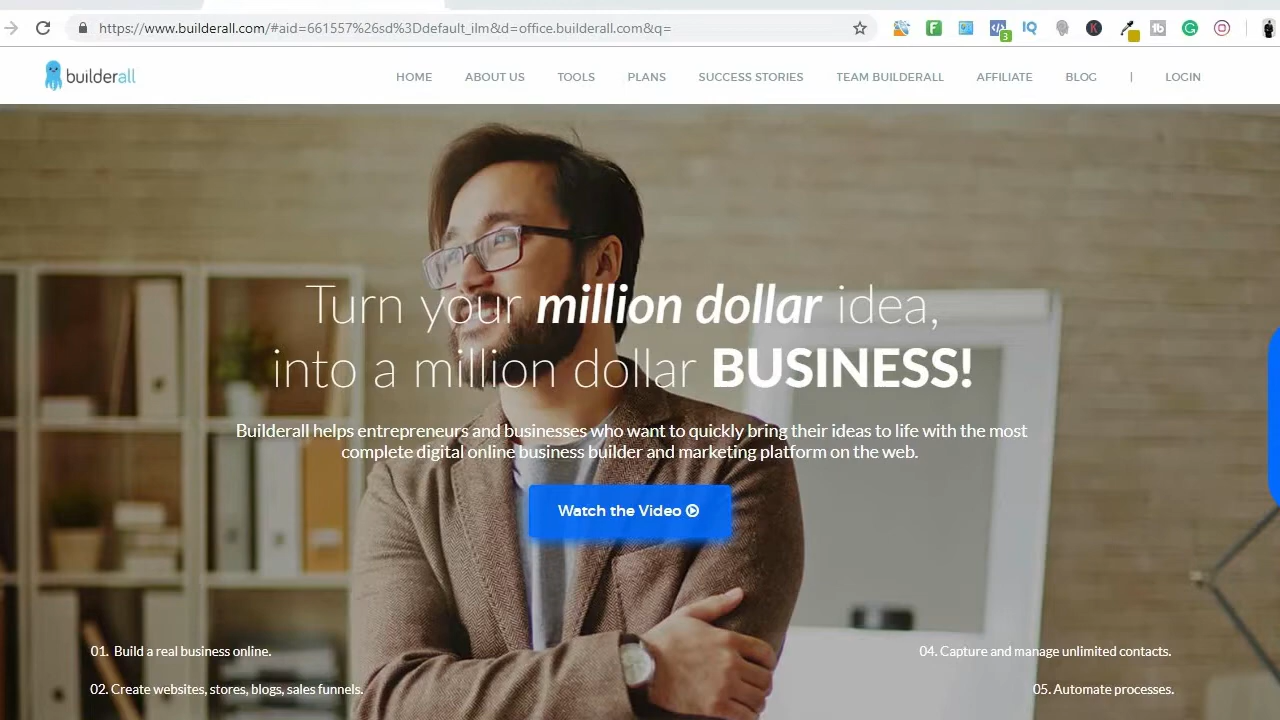 https://www.builderall.com/#aid=661557%26sd%3Ddefault_ilm&d=office.builderall.com&q=
3
builderall
HOME ABOUT US TOOLS PLANS SUCCESS STORIES TEAM BUILDERALL AFFILIATE BLOG | LOGIN
Turn your million dollar idea,
into a million dollar BUSINESS!
Builderall helps entrepreneurs and businesses who want to quickly bring their ideas to life with the most
complete digital online business builder and marketing platform on the web.
Watch the Video
01. Build a real business online.
04. Capture and manage unlimited contacts.
02. Create websites, stores, blogs, sales funnels.
05. Automate processes.